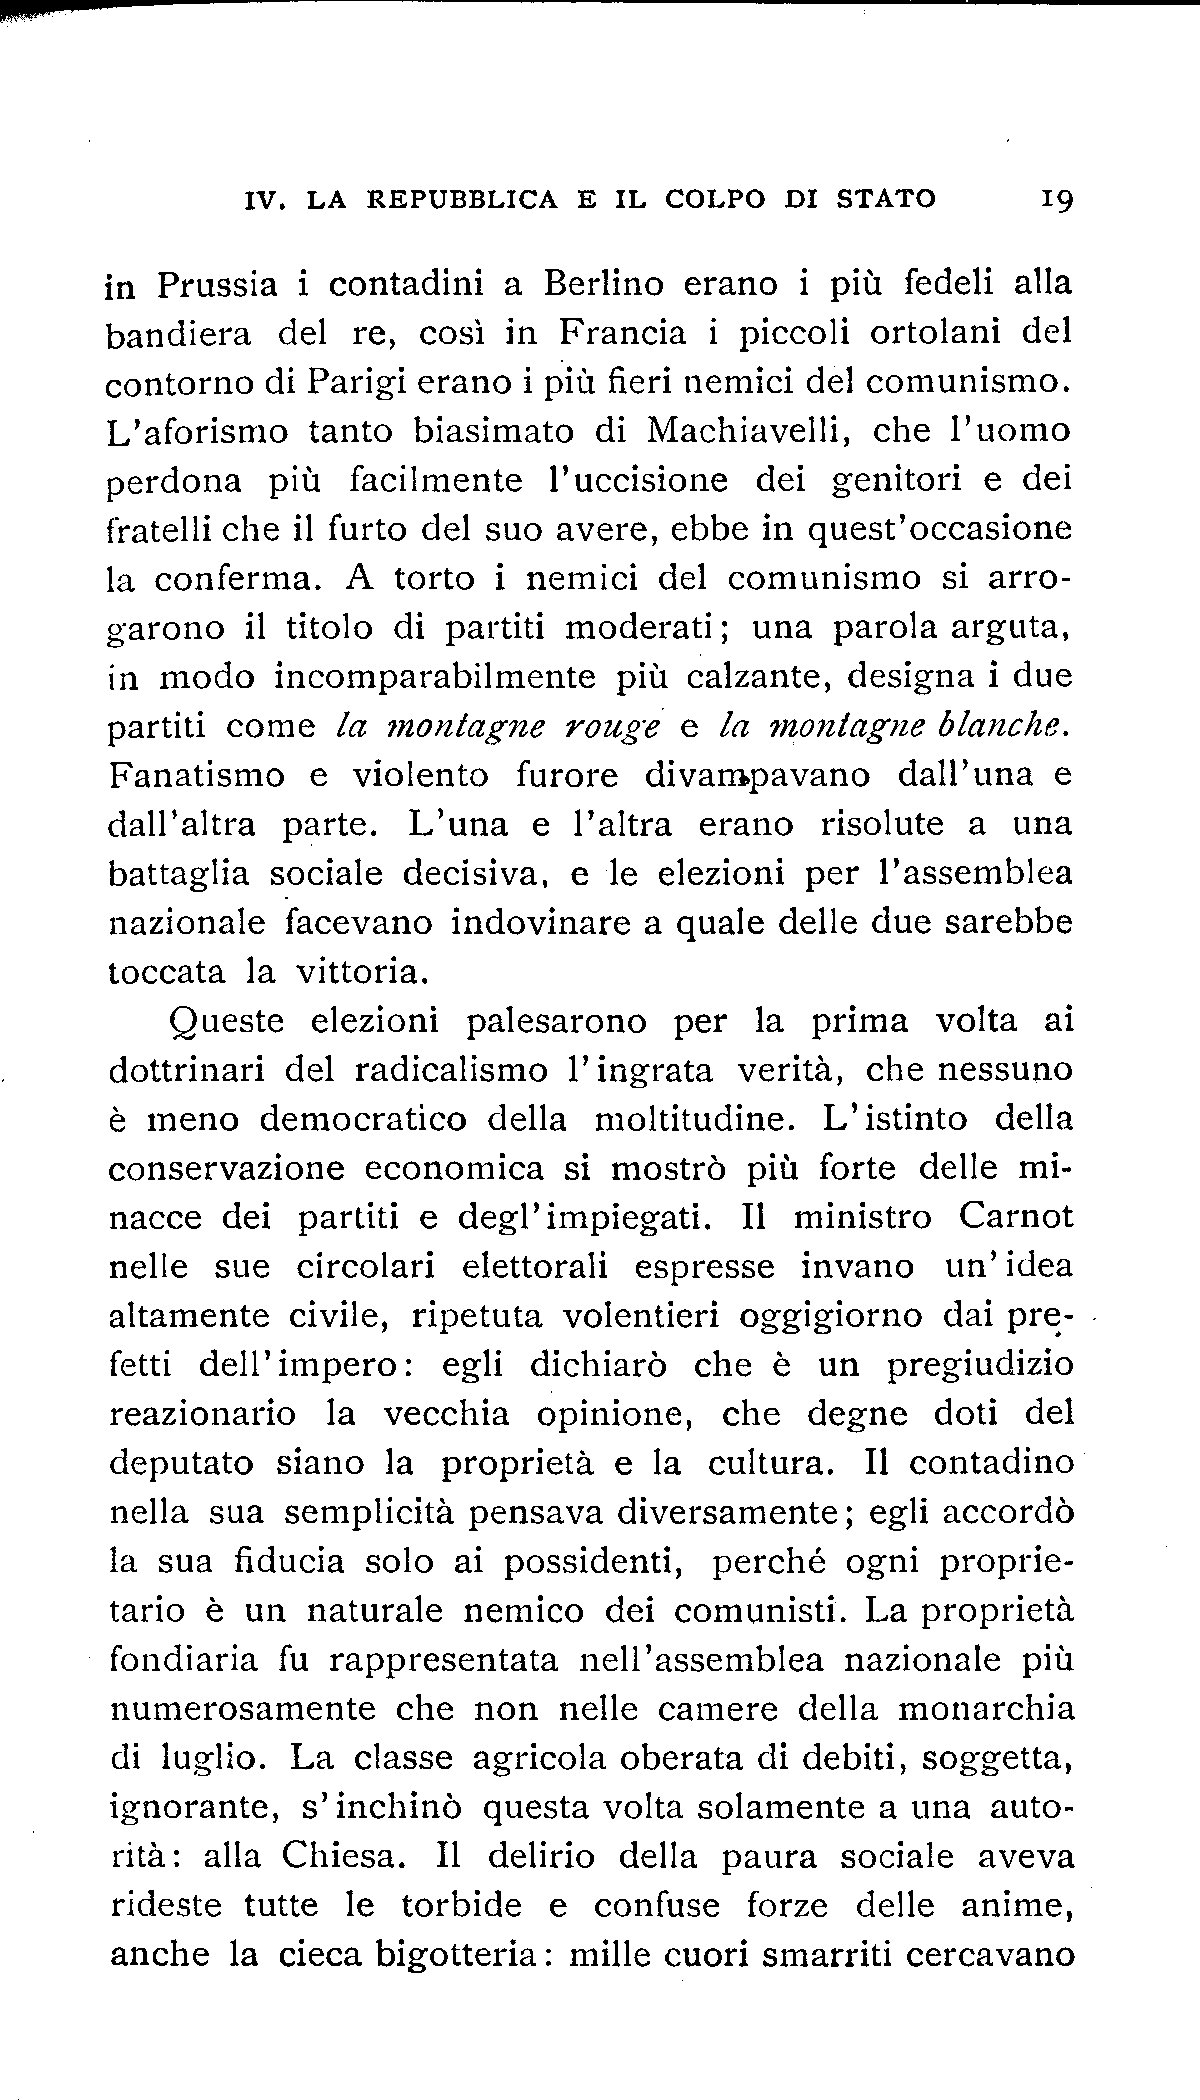 IV. LA REPUBBLICA E IL COLPO DI STATO 19
in Prussia i contadini a Berlino erano i più fedeli alla
bandiera del re, così in Francia i piccoli ortolani del
contorno di Parigi erano i più fieri nemici del comunismo.
L'aforismo tanto biasimato di Machiavelli, che l'uomo
perdona più facilmente l'uccisione dei genitori e dei
fratelli che il furto del suo avere, ebbe in quest'occasione
la conferma. A torto i nemici del comunismo si arro-
garono il titolo di partiti moderati; una parola arguta,
in modo incomparabilmente più calzante, designa i due
partiti come la montagne rouge e la montagne blanche.
Fanatismo e violento furore divampavano dall'una e
dall'altra parte. L'una e l'altra erano risolute a una
battaglia sociale decisiva, e le elezioni per l'assemblea
nazionale facevano indovinare a quale delle due sarebbe
toccata la vittoria.
Queste elezioni palesarono per la prima volta ai
dottrinari del radicalismo l'ingrata verità, che nessuno
è meno democratico della moltitudine. L'istinto della
conservazione economica si mostrò più forte delle mi-
nacce dei partiti e degl'impiegati. Il ministro Carnot
nelle sue circolari elettorali espresse invano un'idea
altamente civile, ripetuta volentieri oggigiorno dai pre-
fetti dell'impero: egli dichiarò che è un pregiudizio
reazionario la vecchia opinione, che degne doti del
deputato siano la proprietà e la cultura. Il contadino
nella sua semplicità pensava diversamente; egli accordò
la sua fiducia solo ai possidenti, perché ogni proprie-
tario è un naturale nemico dei comunisti. La proprietà
fondiaria fu rappresentata nell'assemblea nazionale più
numerosamente che non nelle camere della monarchia
di luglio. La classe agricola oberata di debiti, soggetta,
ignorante, s'inchinò questa volta solamente a una auto-
rità: alla Chiesa. Il delirio della paura sociale aveva
rideste tutte le torbide e confuse forze delle anime,
anche la cieca bigotteria: mille cuori smarriti cercavano